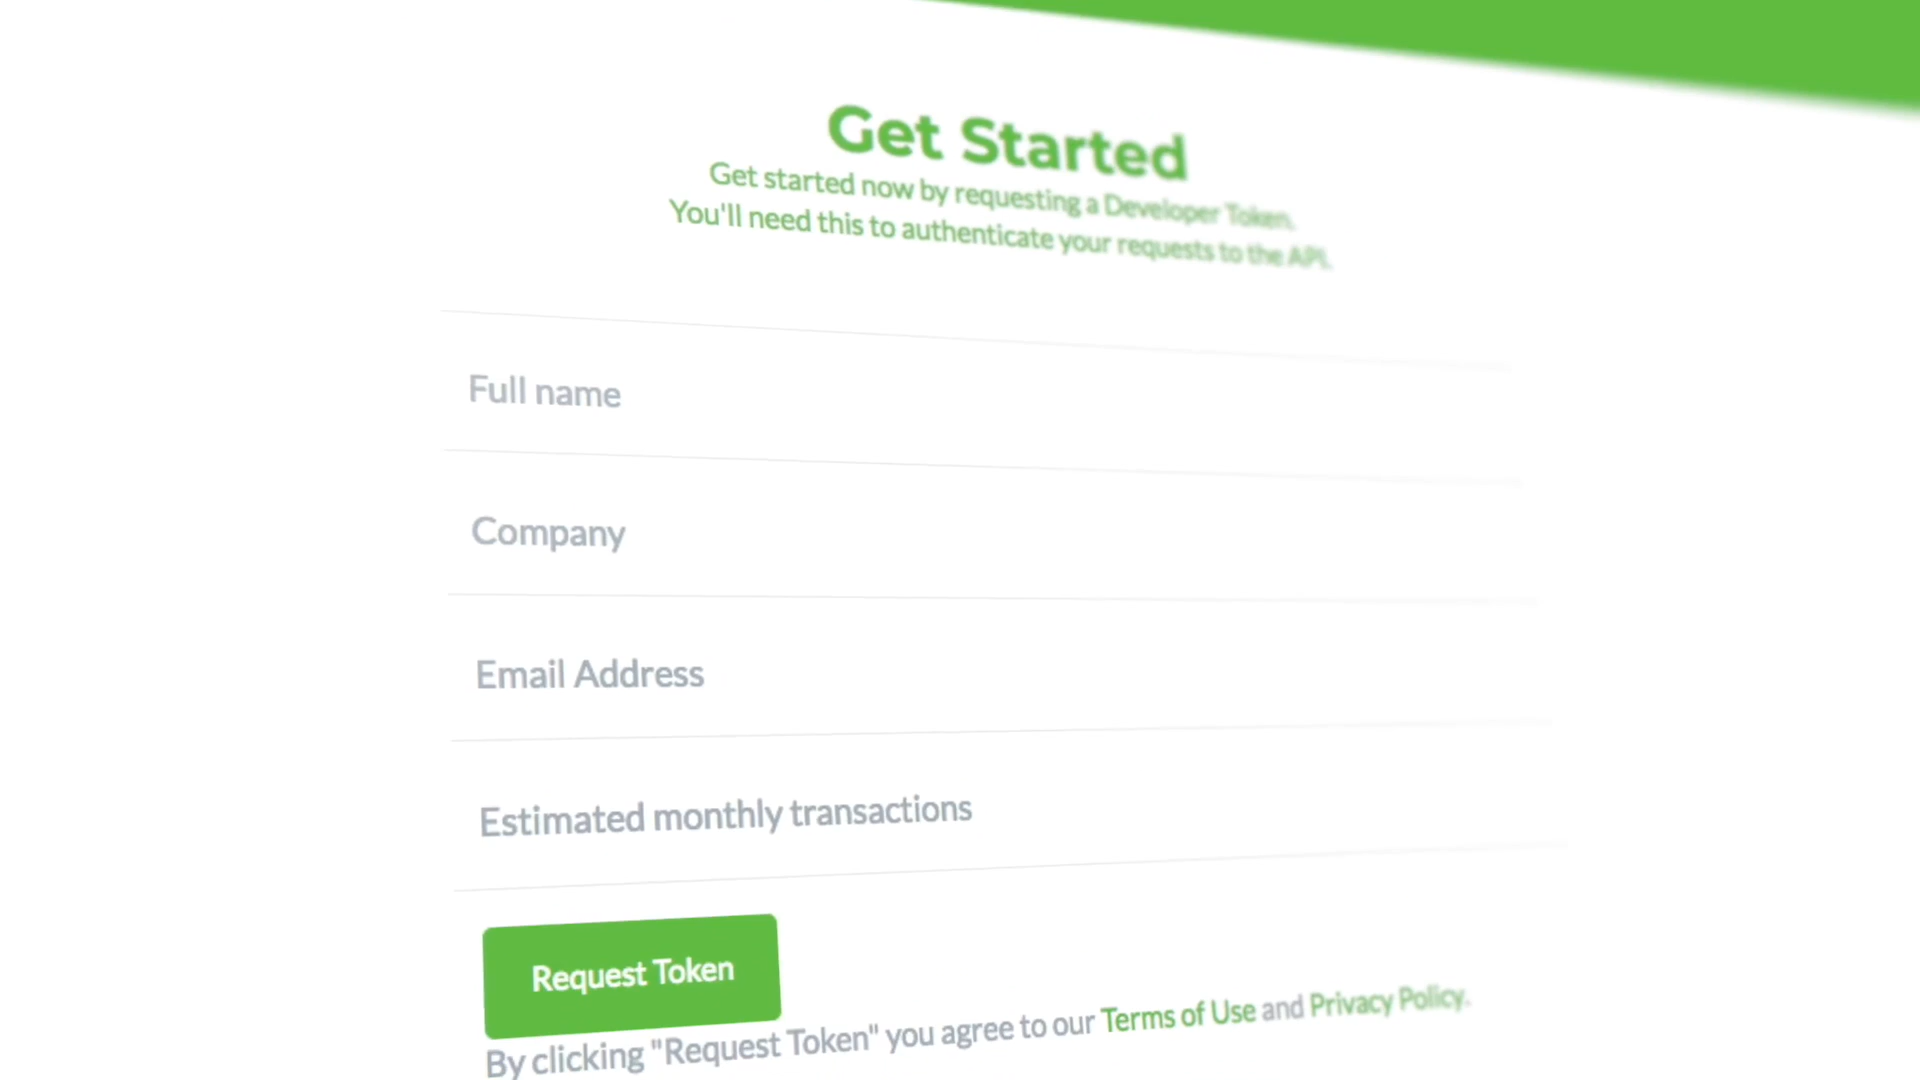 Get Started
Get started now by requesting a Developer Token.
You'll need this to authenticate your requests to the API.
Full name
Company
Email Address
Estimated monthly transactions
Request Token
By clicking "Request Token" you agree to our Terms of Use and Privacy Policy.